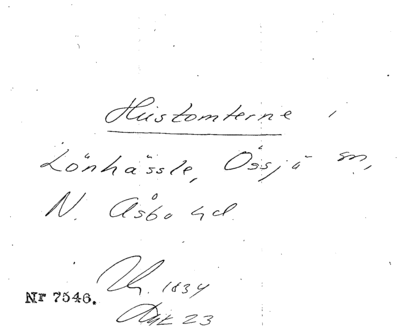 Hustomterne i
Lönhässle, Össjö sn,
N. Åsbo hd.
1834
Nr 7546.
23